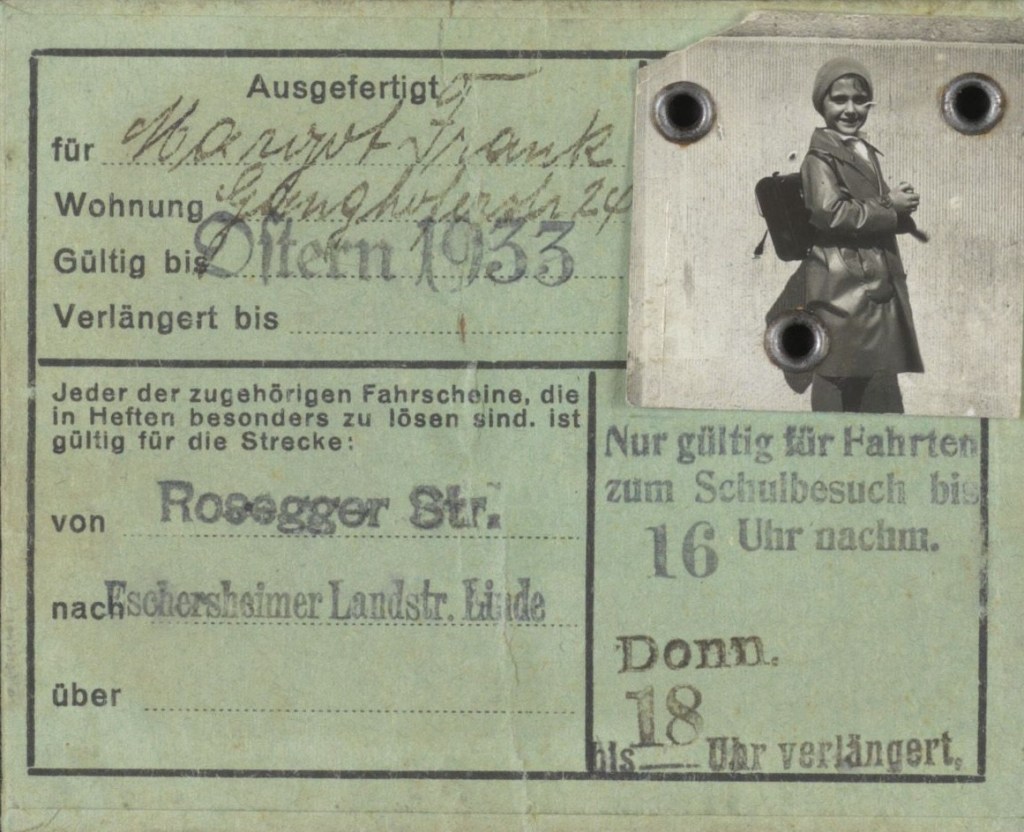 Ausgefertigt
für Margot Frank
Wohnung Ganghoferstr 24
Gültig bis Ostern 1933
Verlängert bis
Jeder der zugehörigen Fahrscheine, die
in Heften besonders zu lösen sind. ist
gültig für die Strecke:
von Rosegger Str.
nach Eschersheimer Landstr. Linde
über
Nur gültig für Fahrten
zum Schulbesuch bis
16 Uhr nachm.
Donn.
18
bis Uhr verlängert.